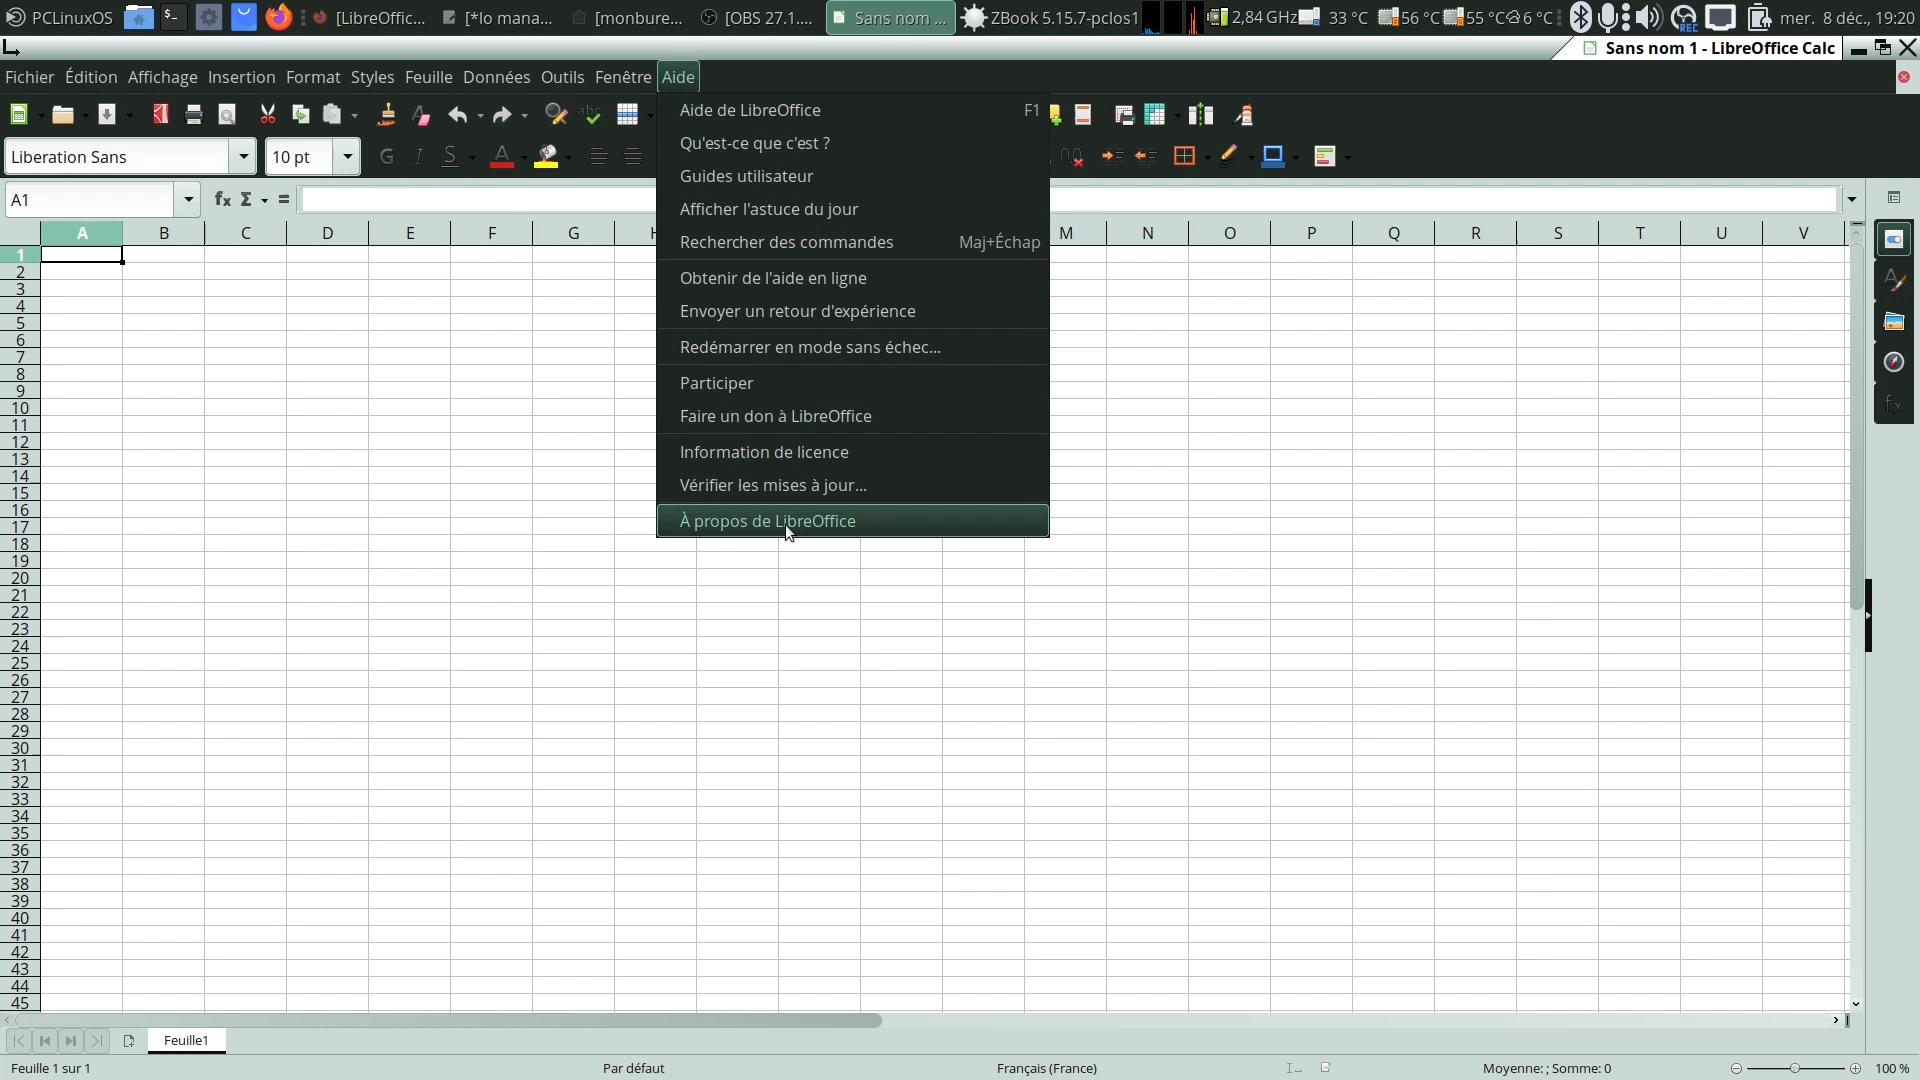 PCLinuxOS [LibreOffic... [*lo mana... [monbure... [OBS 27.1.... Sans nom ... ZBook 5.15.7-pclos1 2,84 GHz 33 °C 56 °C 55 °C 6 °C REC mer. 8 déc., 19:20
Sans nom 1 - LibreOffice Calc
Fichier Édition Affichage Insertion Format Styles Feuille Données Outils Fenêtre Aide
Aide de LibreOffice F1
Qu'est-ce que c'est ?
Liberation Sans 10 pt G I S A
Guides utilisateur
A1 fx Σ =
Afficher l'astuce du jour
A B C D E F G H M N O P Q R S T U V
Rechercher des commandes Maj+Échap
Obtenir de l'aide en ligne
Envoyer un retour d'expérience
Redémarrer en mode sans échec...
Participer
Faire un don à LibreOffice
Information de licence
Vérifier les mises à jour...
À propos de LibreOffice
1
2
3
4
5
6
7
8
9
10
11
12
13
14
15
16
17
18
19
20
21
22
23
24
25
26
27
28
29
30
31
32
33
34
35
36
37
38
39
40
41
42
43
44
45
Feuille1
Feuille 1 sur 1 Par défaut Français (France) Moyenne: ; Somme: 0 100 %